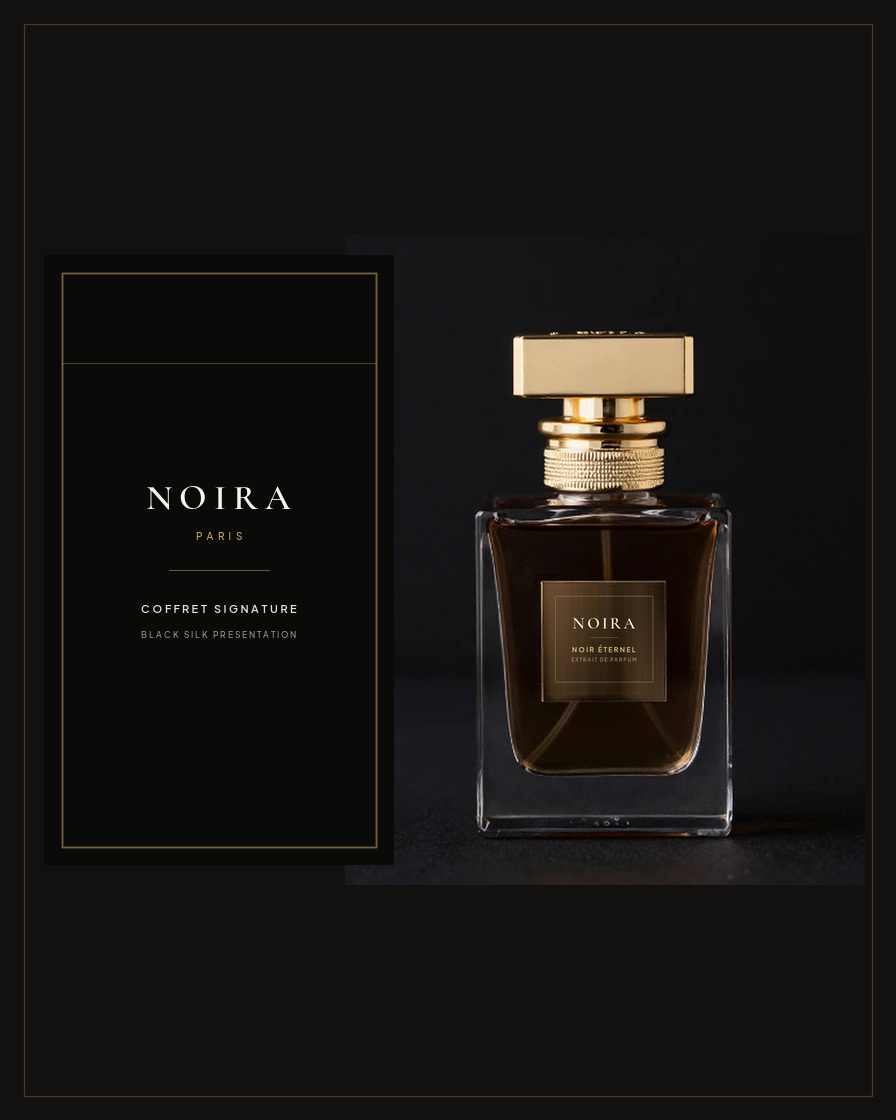 NOIRA
PARIS
COFFRET SIGNATURE
BLACK SILK PRESENTATION
NOIRA
NOIR ÉTERNEL
EXTRAIT DE PARFUM